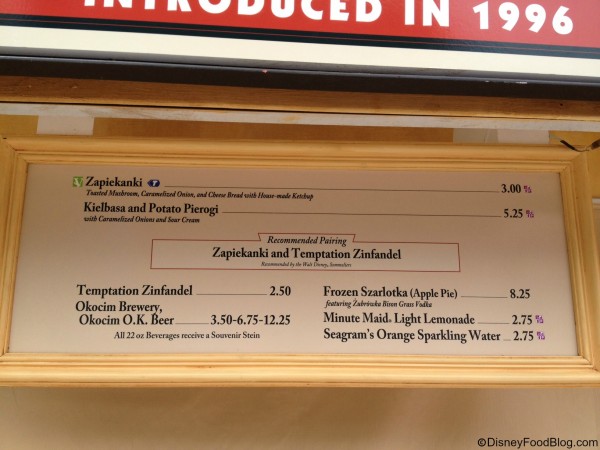 INTRODUCED IN 1996
Zapiekanki 3.00
Toasted Mushroom, Caramelized Onion, and Cheese Bread with House-made Ketchup
Kielbasa and Potato Pierogi 5.25
with Caramelized Onions and Sour Cream
Recommended Pairing
Zapiekanki and Temptation Zinfandel
Recommended by the Walt Disney, Sommeliers
Temptation Zinfandel 2.50
Okocim Brewery,
Okocim O.K. Beer 3.50-6.75-12.25
All 22 oz Beverages receive a Souvenir Stein
Frozen Szarlotka (Apple Pie) 8.25
featuring Żubrówka Bison Grass Vodka
Minute Maid® Light Lemonade 2.75
Seagram's Orange Sparkling Water 2.75
©DisneyFoodBlog.com